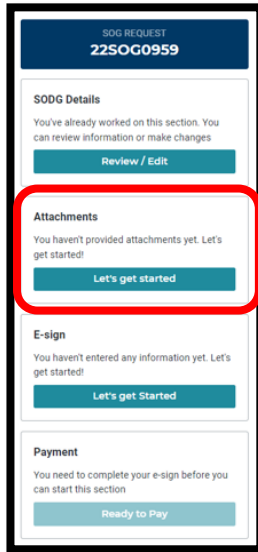 SOG REQUEST
22SOG0959
SODG Details
You've already worked on this section. You
can review information or make changes
Review / Edit
Attachments
You haven't provided attachments yet. Let's
get started!
Let's get started
E-sign
You haven't entered any information yet. Let's
get started!
Let's get Started
Payment
You need to complete your e-sign before you
can start this section
Ready to Pay